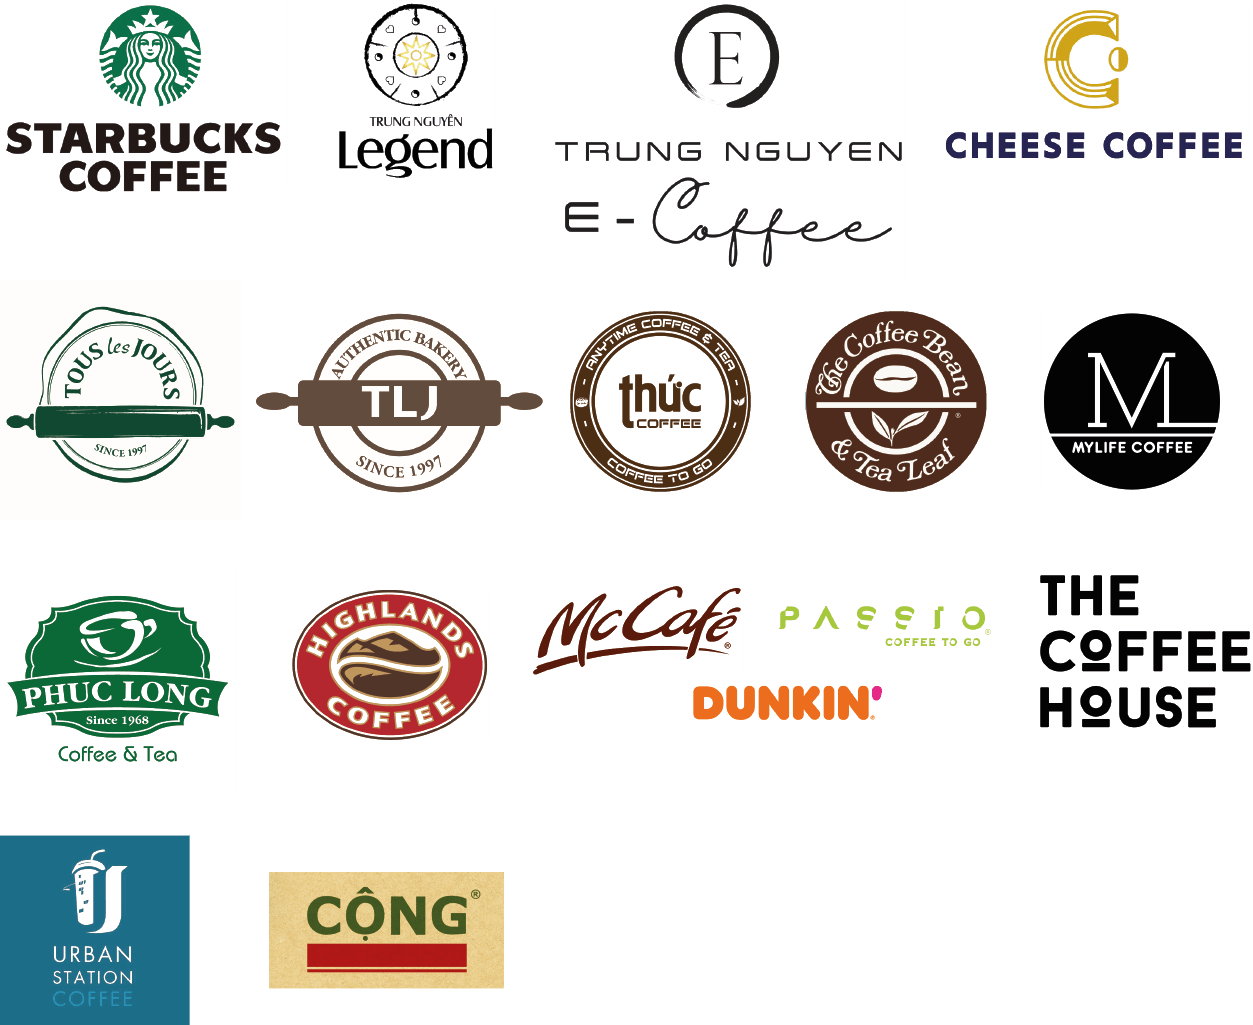 STARBUCKS
COFFEE
TRUNG NGUYÊN
Legend
E
TRUNG NGUYEN
E - Coffee
C
CHEESE COFFEE
TOUS les JOURS
SINCE 1997
AUTHENTIC BAKERY
TLJ
SINCE 1997
ANYTIME COFFEE & TEA
thức
COFFEE
COFFEE TO GO
The Coffee Bean
®
& Tea Leaf
M
MYLIFE COFFEE
PHUC LONG
Since 1968
Coffee & Tea
HIGHLANDS
COFFEE
McCafé®
PASSIO®
COFFEE TO GO
DUNKIN'
THE
COFFEE
HOUSE
U
URBAN
STATION
COFFEE
CỘNG®